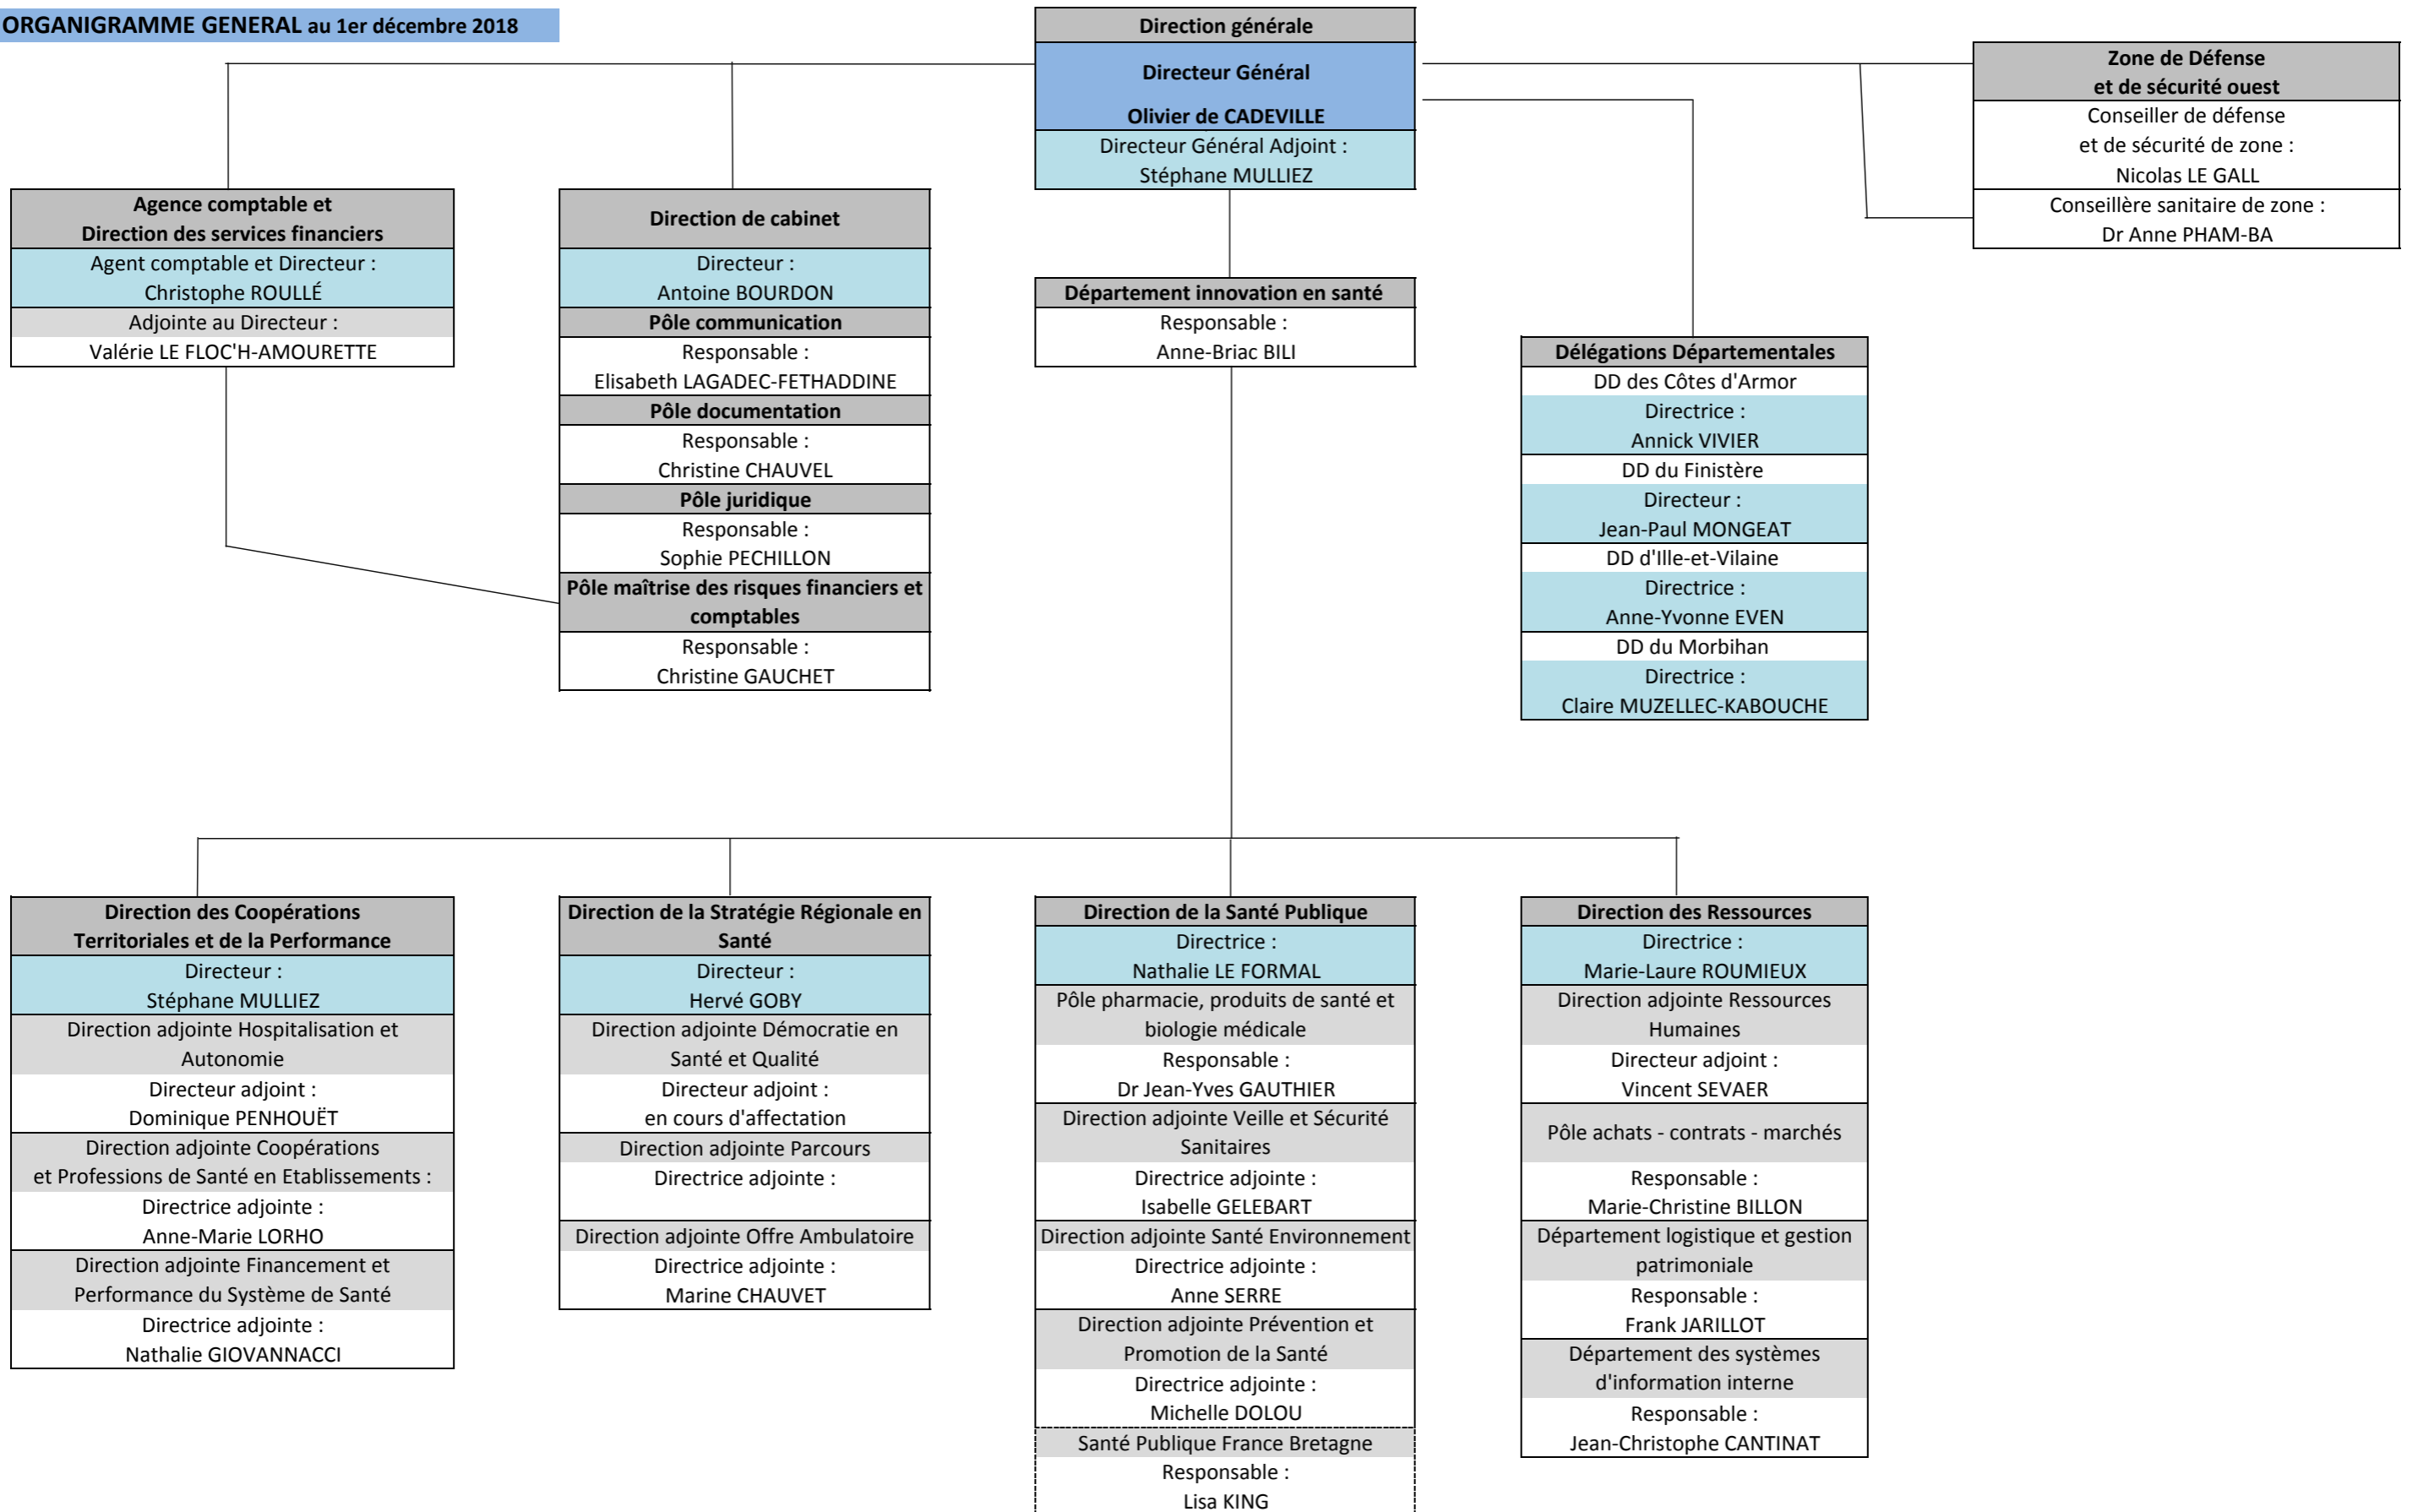 ORGANIGRAMME GENERAL au 1er décembre 2018
Direction générale
Directeur Général
Olivier de CADEVILLE
Directeur Général Adjoint :
Stéphane MULLIEZ
Zone de Défense
et de sécurité ouest
Conseiller de défense
et de sécurité de zone :
Nicolas LE GALL
Conseillère sanitaire de zone :
Dr Anne PHAM-BA
Agence comptable et
Direction des services financiers
Agent comptable et Directeur :
Christophe ROULLÉ
Adjointe au Directeur :
Valérie LE FLOC'H-AMOURETTE
Direction de cabinet
Directeur :
Antoine BOURDON
Pôle communication
Responsable :
Elisabeth LAGADEC-FETHADDINE
Pôle documentation
Responsable :
Christine CHAUVEL
Pôle juridique
Responsable :
Sophie PECHILLON
Pôle maîtrise des risques financiers et
comptables
Responsable :
Christine GAUCHET
Département innovation en santé
Responsable :
Anne-Briac BILI
Délégations Départementales
DD des Côtes d'Armor
Directrice :
Annick VIVIER
DD du Finistère
Directeur :
Jean-Paul MONGEAT
DD d'Ille-et-Vilaine
Directrice :
Anne-Yvonne EVEN
DD du Morbihan
Directrice :
Claire MUZELLEC-KABOUCHE
Direction des Coopérations
Territoriales et de la Performance
Directeur :
Stéphane MULLIEZ
Direction adjointe Hospitalisation et
Autonomie
Directeur adjoint :
Dominique PENHOUËT
Direction adjointe Coopérations
et Professions de Santé en Etablissements :
Directrice adjointe :
Anne-Marie LORHO
Direction adjointe Financement et
Performance du Système de Santé
Directrice adjointe :
Nathalie GIOVANNACCI
Direction de la Stratégie Régionale en
Santé
Directeur :
Hervé GOBY
Direction adjointe Démocratie en
Santé et Qualité
Directeur adjoint :
en cours d'affectation
Direction adjointe Parcours
Directrice adjointe :
Direction adjointe Offre Ambulatoire
Directrice adjointe :
Marine CHAUVET
Direction de la Santé Publique
Directrice :
Nathalie LE FORMAL
Pôle pharmacie, produits de santé et
biologie médicale
Responsable :
Dr Jean-Yves GAUTHIER
Direction adjointe Veille et Sécurité
Sanitaires
Directrice adjointe :
Isabelle GELEBART
Direction adjointe Santé Environnement
Directrice adjointe :
Anne SERRE
Direction adjointe Prévention et
Promotion de la Santé
Directrice adjointe :
Michelle DOLOU
Santé Publique France Bretagne
Responsable :
Lisa KING
Direction des Ressources
Directrice :
Marie-Laure ROUMIEUX
Direction adjointe Ressources
Humaines
Directeur adjoint :
Vincent SEVAER
Pôle achats - contrats - marchés
Responsable :
Marie-Christine BILLON
Département logistique et gestion
patrimoniale
Responsable :
Frank JARILLOT
Département des systèmes
d'information interne
Responsable :
Jean-Christophe CANTINAT